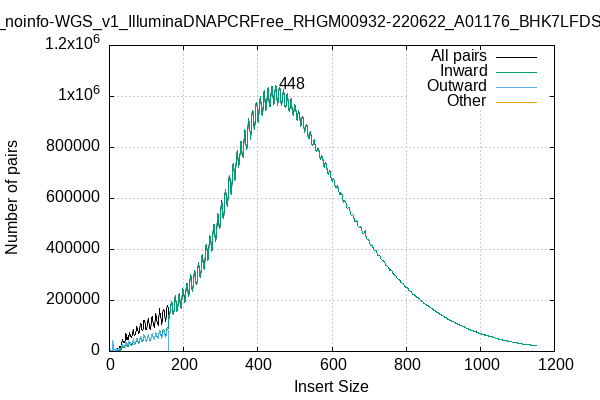 _noinfo-WGS_v1_IlluminaDNAPCRFree_RHGM00932-220622_A01176_BHK7LFDS
1.2x10^6
1x10^6
800000
600000
400000
200000
0
Number of pairs
448
All pairs
Inward
Outward
Other
0 200 400 600 800 1000 1200
Insert Size